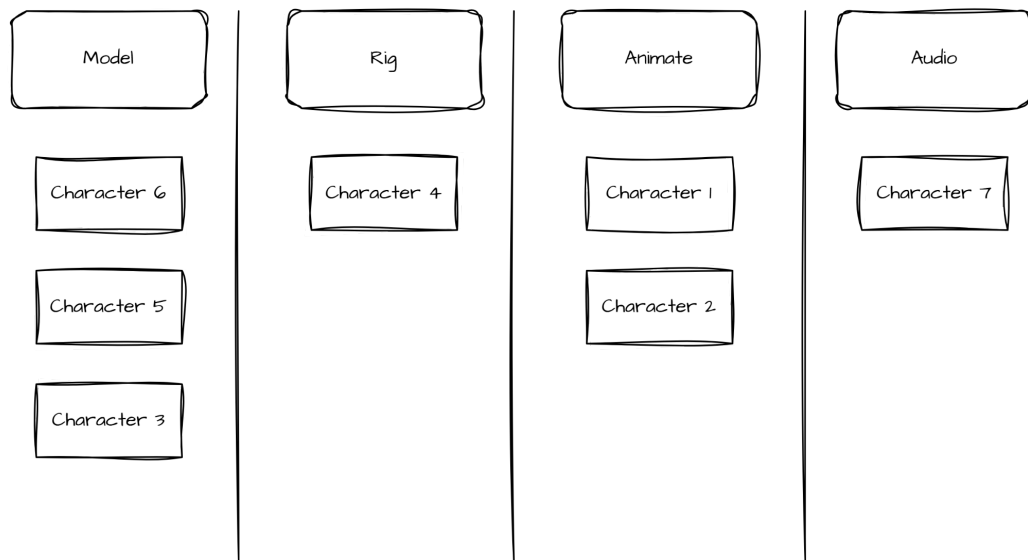 Model
Rig
Animate
Audio
Character 6
Character 4
Character 1
Character 7
Character 5
Character 2
Character 3